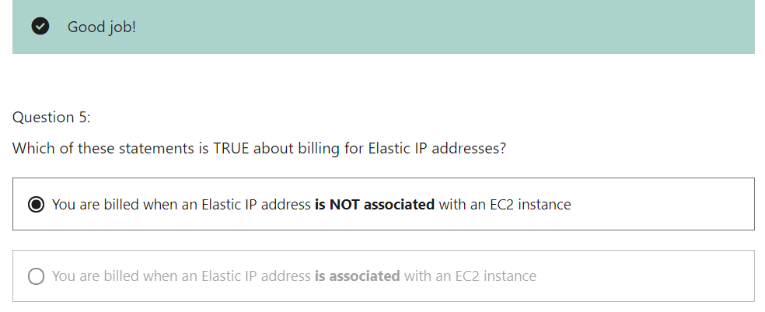 Good job!
Question 5:
Which of these statements is TRUE about billing for Elastic IP addresses?
You are billed when an Elastic IP address is NOT associated with an EC2 instance
You are billed when an Elastic IP address is associated with an EC2 instance